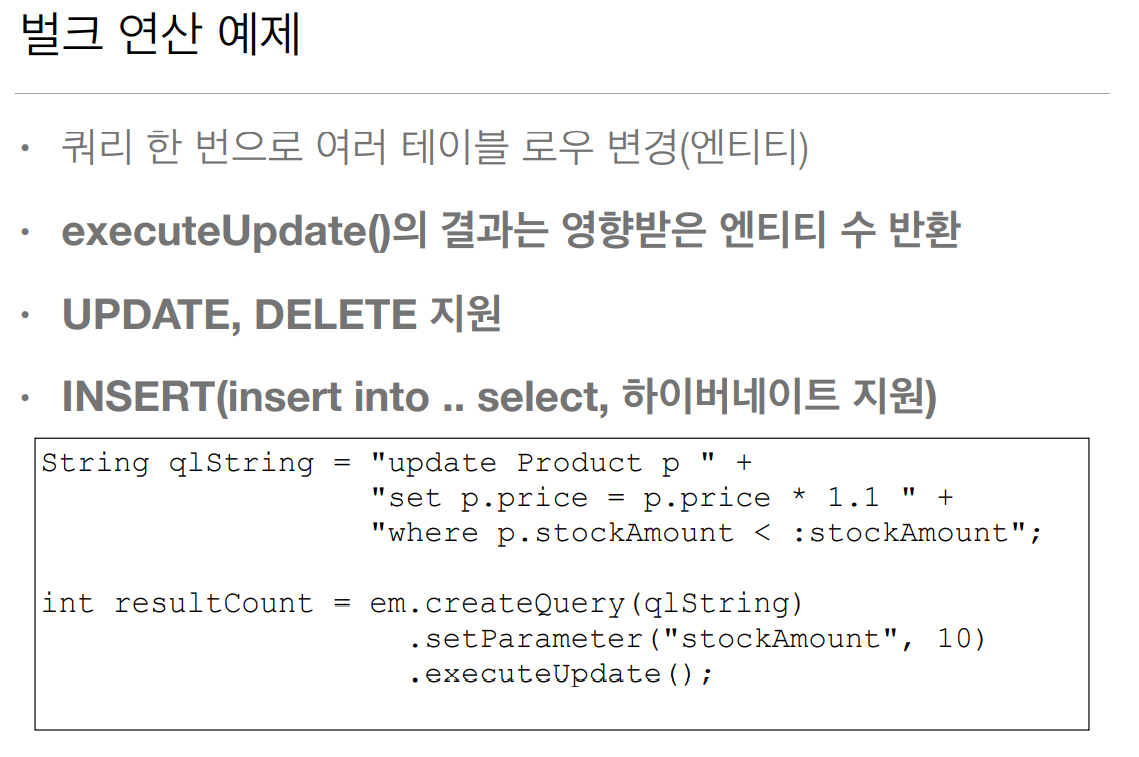 벌크 연산 예제
• 쿼리 한 번으로 여러 테이블 로우 변경(엔티티)
• executeUpdate()의 결과는 영향받은 엔티티 수 반환
• UPDATE, DELETE 지원
• INSERT(insert into .. select, 하이버네이트 지원)
String qlString = "update Product p " +
"set p.price = p.price * 1.1 " +
"where p.stockAmount < :stockAmount";
int resultCount = em.createQuery(qlString)
.setParameter("stockAmount", 10)
.executeUpdate();